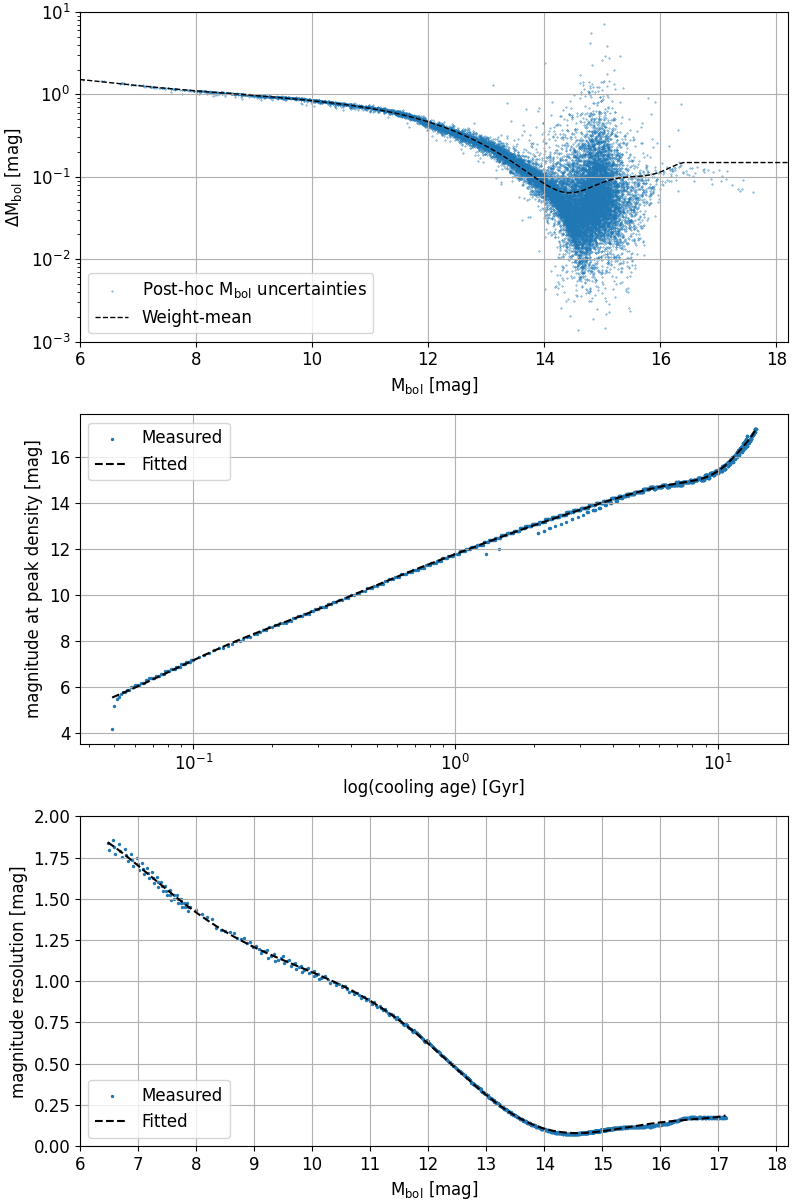 10¹
10⁰
10⁻¹
10⁻²
10⁻³
ΔM_bol [mag]
Post-hoc M_bol uncertainties
Weight-mean
6 8 10 12 14 16 18
M_bol [mag]
16
14
12
10
8
6
4
magnitude at peak density [mag]
Measured
Fitted
10⁻¹ 10⁰ 10¹
log(cooling age) [Gyr]
2.00
1.75
1.50
1.25
1.00
0.75
0.50
0.25
0.00
magnitude resolution [mag]
Measured
Fitted
6 7 8 9 10 11 12 13 14 15 16 17 18
M_bol [mag]